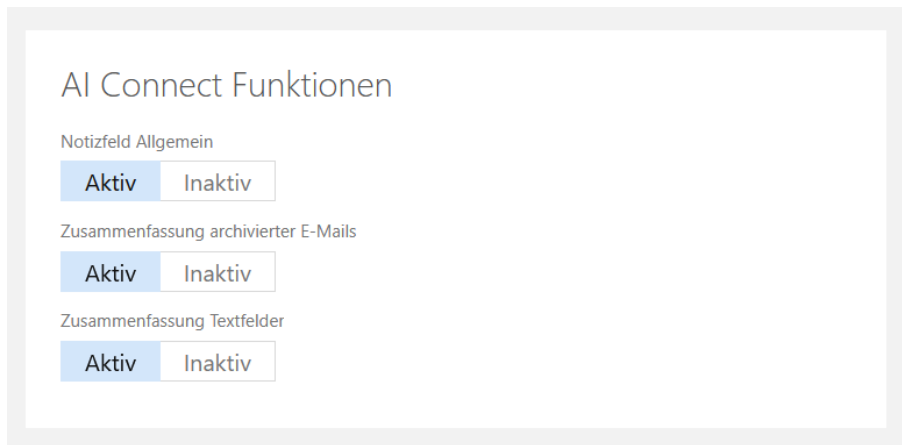 AI Connect Funktionen
Notizfeld Allgemein
Aktiv Inaktiv
Zusammenfassung archivierter E-Mails
Aktiv Inaktiv
Zusammenfassung Textfelder
Aktiv Inaktiv